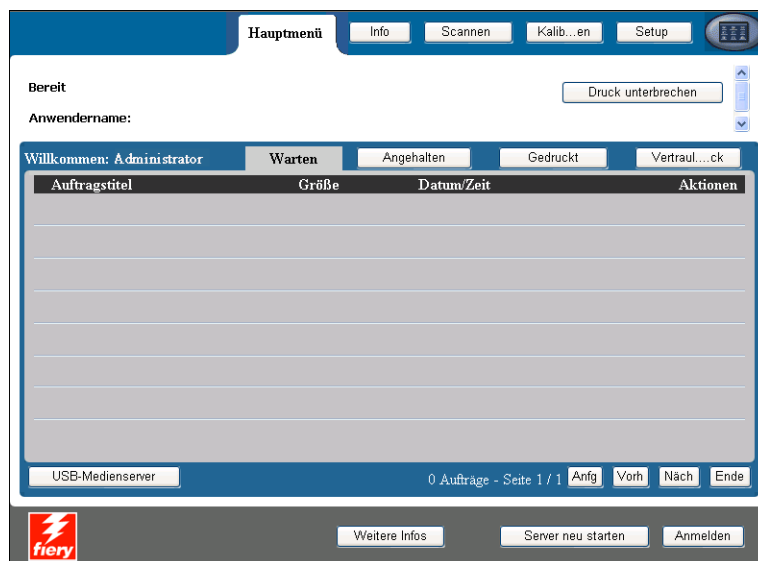 Hauptmenü Info Scannen Kalib...en Setup
Bereit
Druck unterbrechen
Anwendername:
Willkommen: Administrator Warten Angehalten Gedruckt Vertraul....ck
Auftragstitel Größe Datum/Zeit Aktionen
USB-Medienserver 0 Aufträge - Seite 1 / 1 Anfg Vorh Näch Ende
fiery Weitere Infos Server neu starten Anmelden